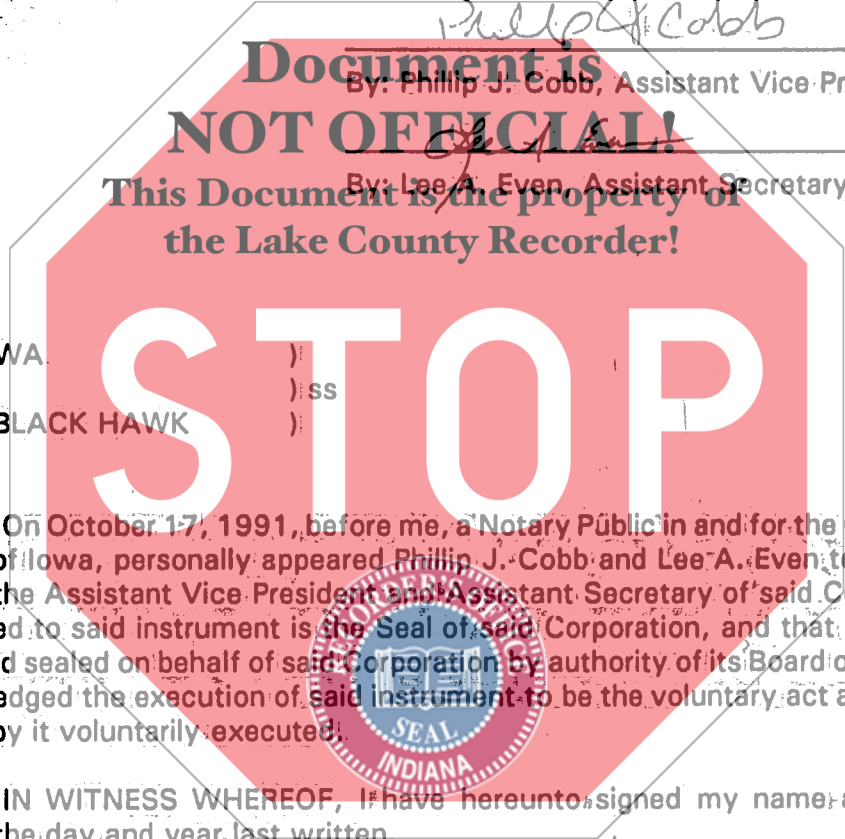 Phillip J Cobb
Document is
By: Phillip J. Cobb, Assistant Vice Pr
NOT OFFICIAL!
This Document is the property of
By: Lee A. Even, Assistant Secretary
the Lake County Recorder!
STOP
WA
)
) ss
BLACK HAWK )
On October 17, 1991, before me, a Notary Public in and for the
of Iowa, personally appeared Phillip J. Cobb and Lee A. Even to
he Assistant Vice President and Assistant Secretary of said C
ed to said instrument is the Seal of said Corporation, and that
d sealed on behalf of said Corporation by authority of its Board o
edged the execution of said instrument to be the voluntary act a
by it voluntarily executed.
RECORDER'S OFFICE
SEAL
INDIANA
IN WITNESS WHEREOF, I have hereunto signed my name a
the day and year last written